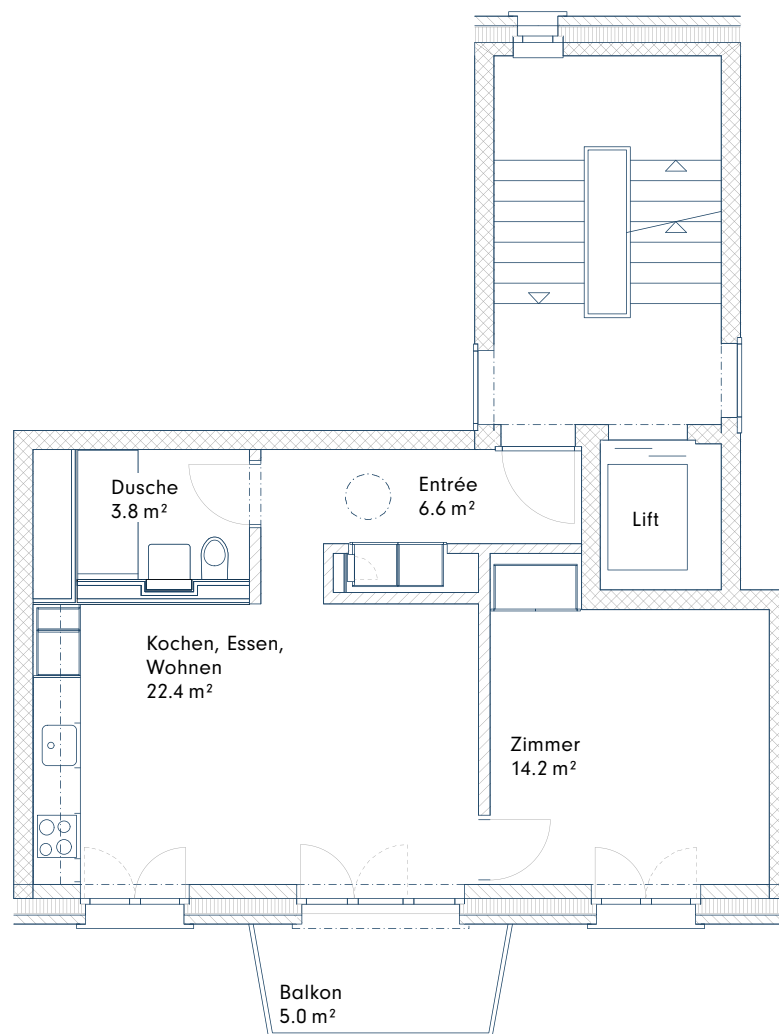 Dusche
3.8 m²
Entrée
6.6 m²
Lift
Kochen, Essen,
Wohnen
22.4 m²
Zimmer
14.2 m²
Balkon
5.0 m²